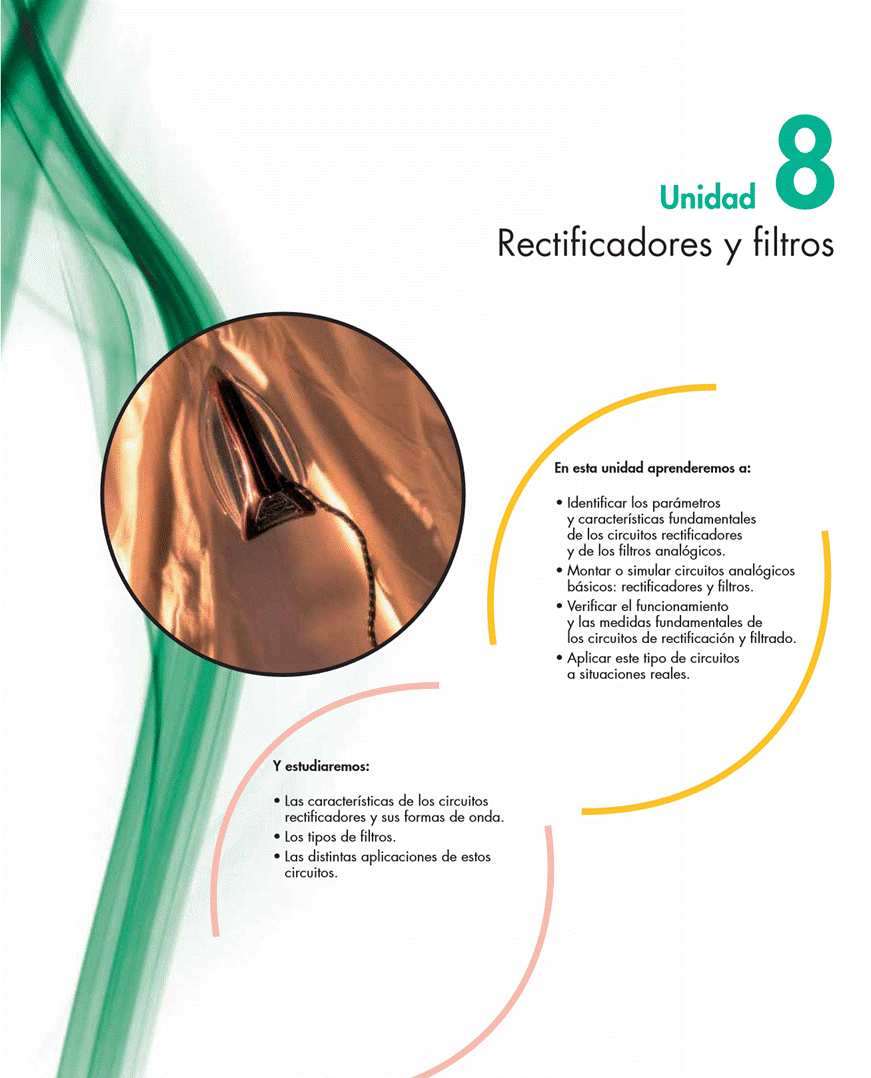 Unidad 8
Rectificadores y filtros
En esta unidad aprenderemos a:
• Identificar los parámetros
y características fundamentales
de los circuitos rectificadores
y de los filtros analógicos.
• Montar o simular circuitos analógicos
básicos: rectificadores y filtros.
• Verificar el funcionamiento
y las medidas fundamentales de
los circuitos de rectificación y filtrado.
• Aplicar este tipo de circuitos
a situaciones reales.
Y estudiaremos:
• Las características de los circuitos
rectificadores y sus formas de onda.
• Los tipos de filtros.
• Las distintas aplicaciones de estos
circuitos.